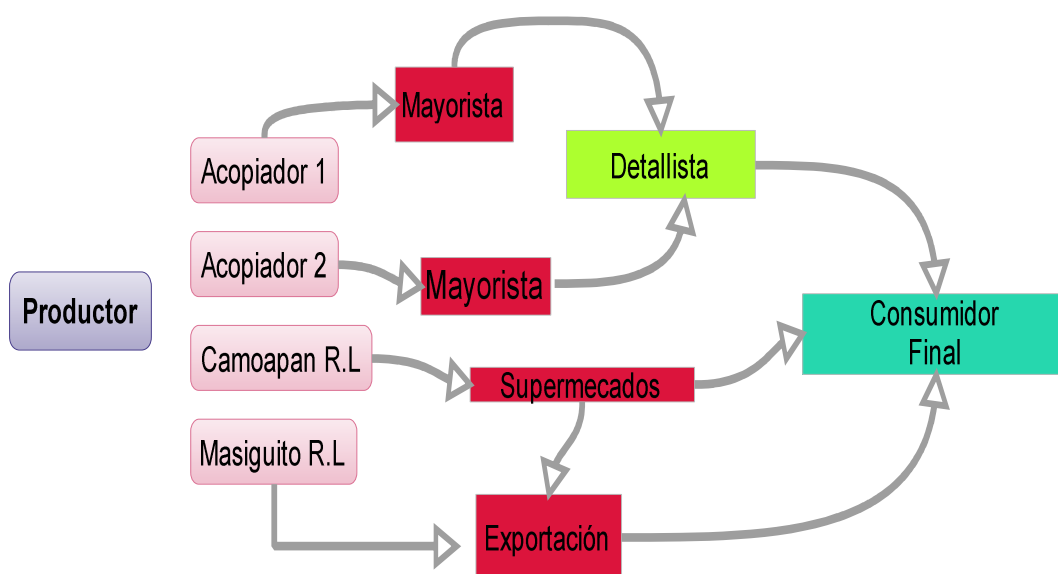 Mayorista
Acopiador 1
Detallista
Acopiador 2
Mayorista
Productor
Consumidor
Final
Camoapan R.L
Supermecados
Masiguito R.L
Exportación